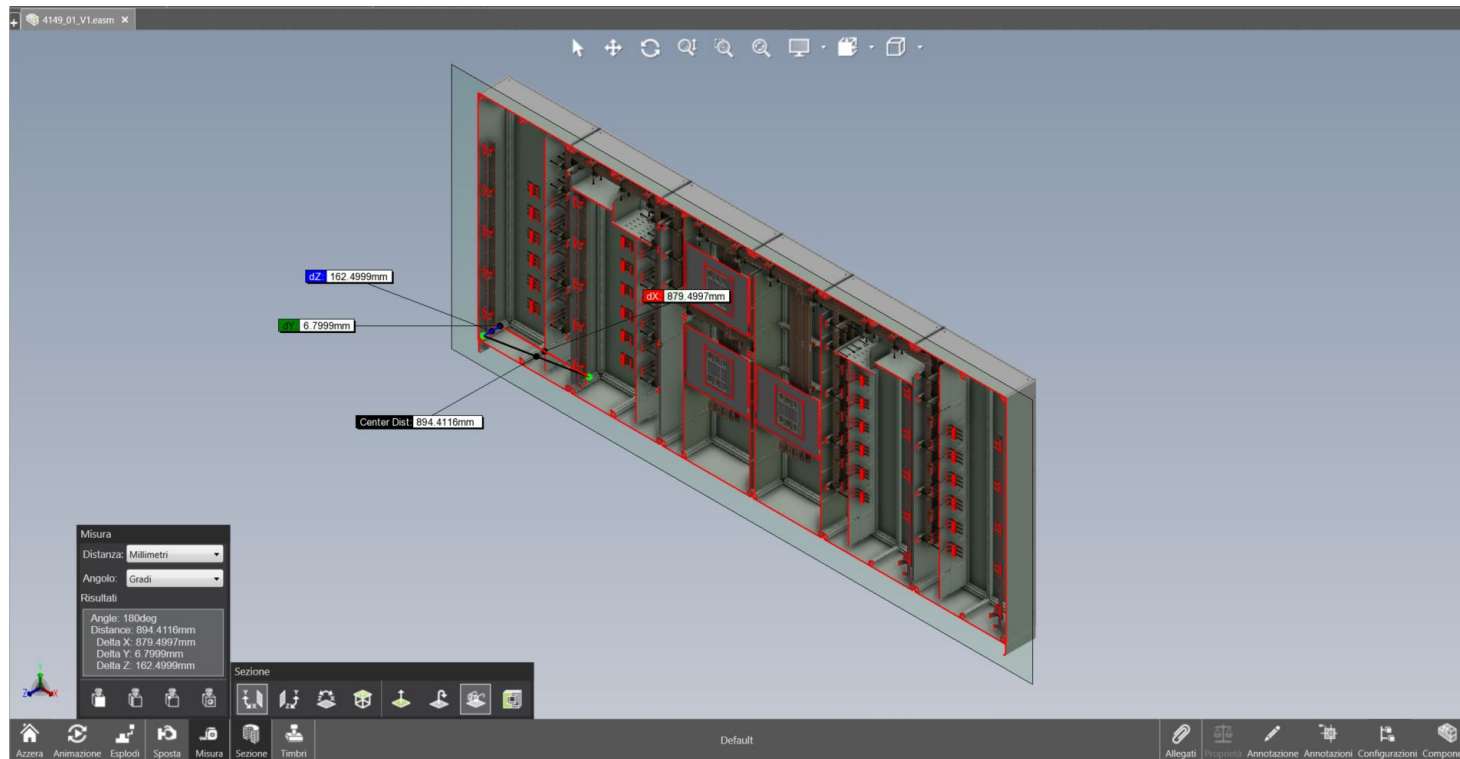 4149_01_V1.easm
dZ: 162.4999mm
dX: 879.4997mm
dY: 6.7999mm
Center Dist: 894.4116mm
Misura
Distanza: Millimetri
Angolo: Gradi
Risultati
Angle: 180deg
Distance: 894.4116mm
Delta X: 879.4997mm
Delta Y: 6.7999mm
Delta Z: 162.4999mm
Sezione
Y
Z X
Azzera Animazione Esplodi Sposta Misura Sezione Timbri Default Allegati Proprietà Annotazione Annotazioni Configurazioni Compone